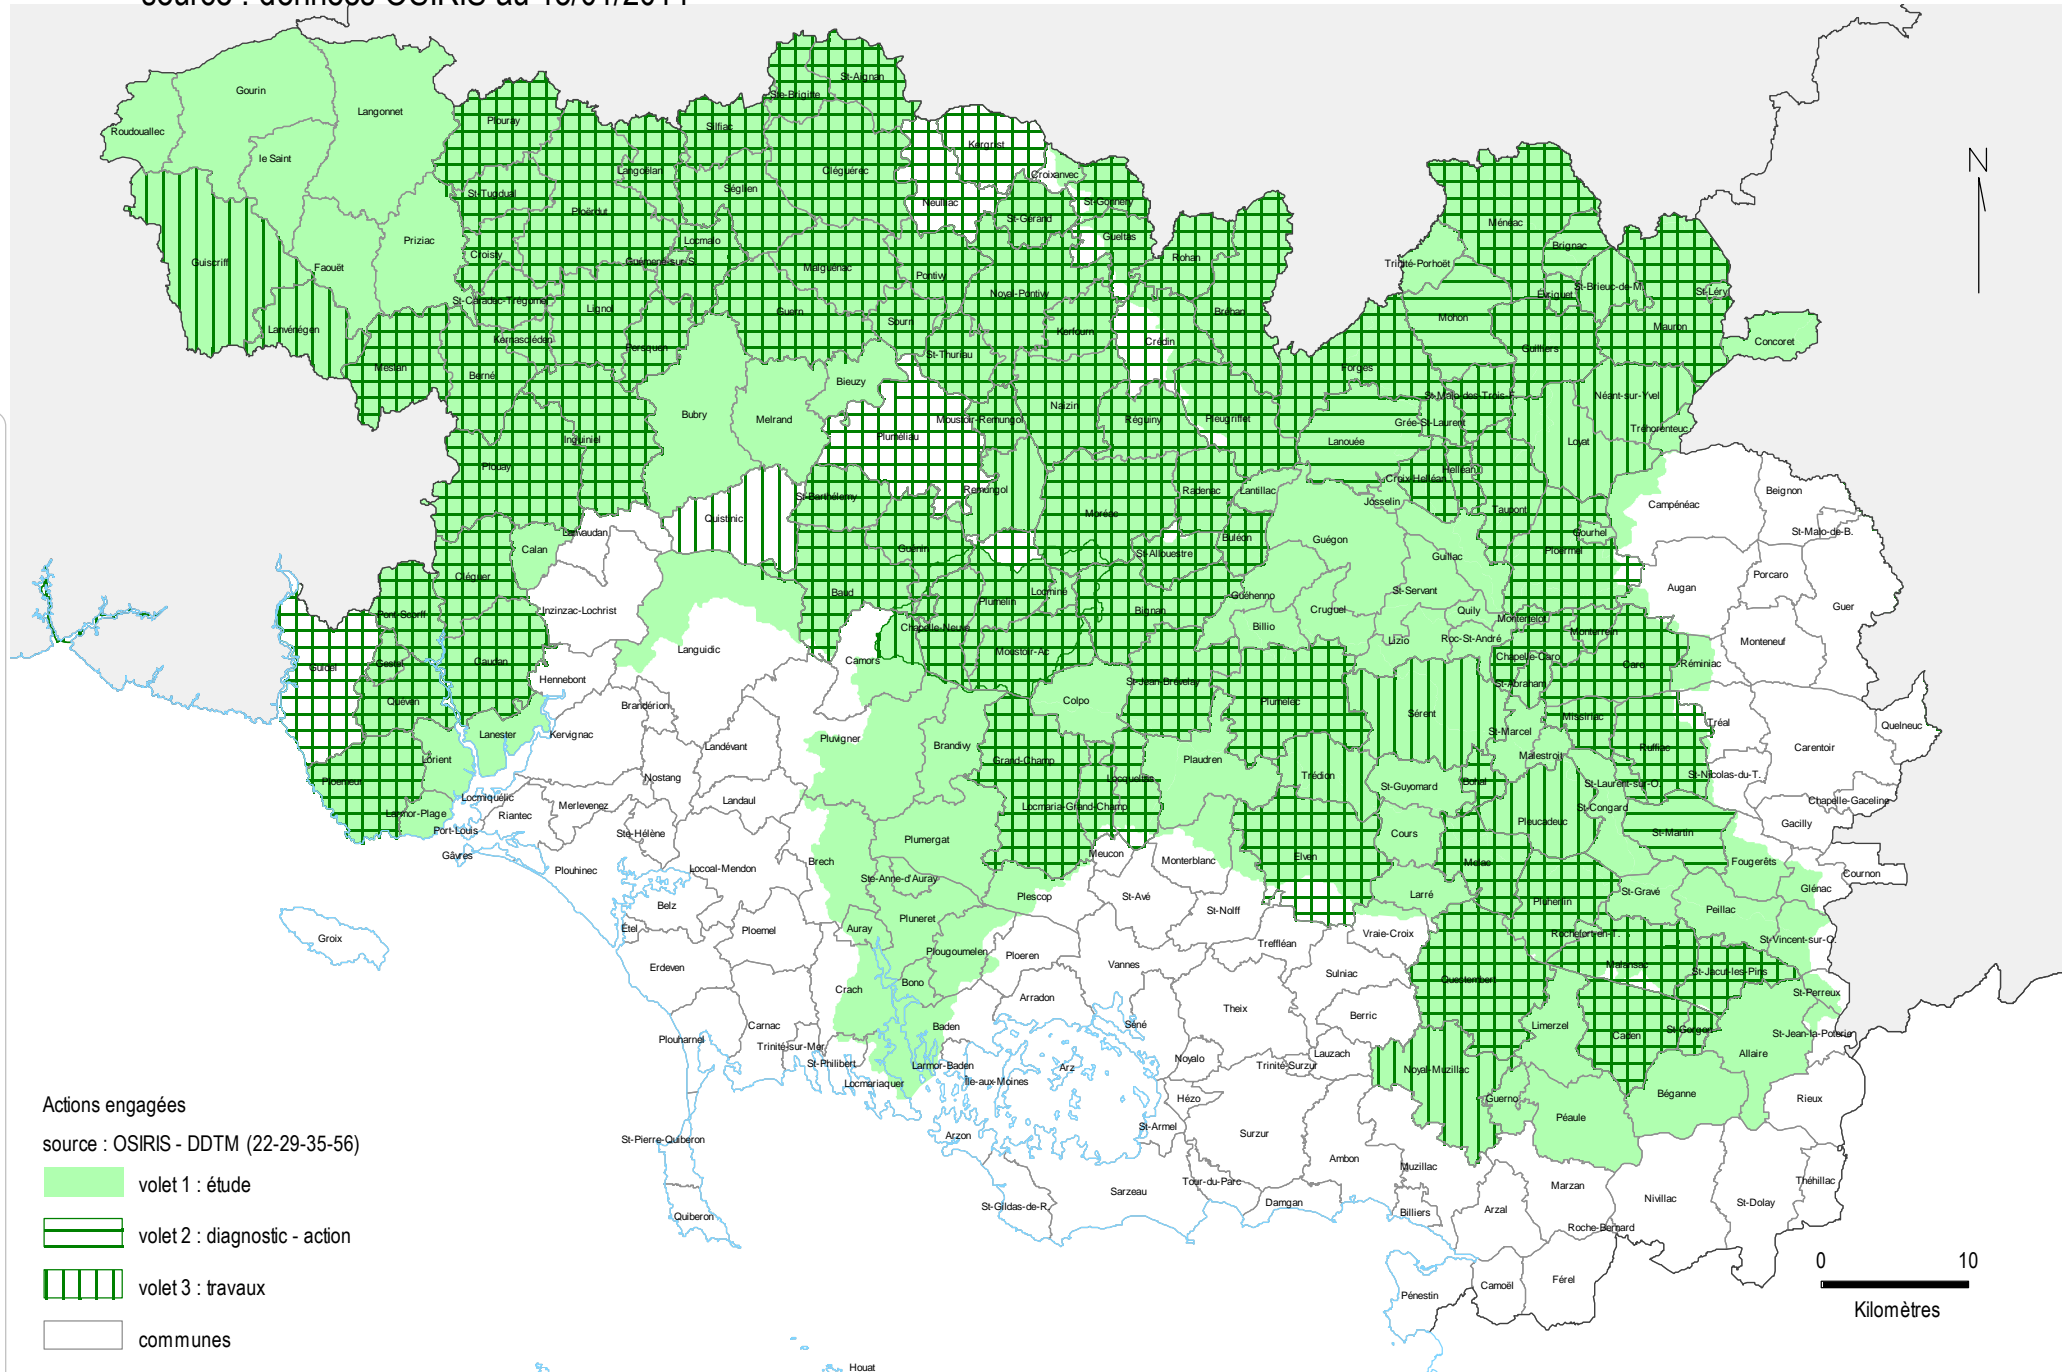 Gourin
Langonnet
Roudouallec
le Saint
St-Aignan
Ste-Brigitte
Plouray
Silfiac
Kergrist
Langoëlan
Cléguérec
Croixanvec
Séglien
St-Tugdual
Ploërdut
Neulliac
St-Gonnery
St-Gérand
Gueltas
Ménéac
Priziac
Locmalo
Croisty
Guémené-sur-S.
Malguénac
Pontivy
Rohan
Brignac
Trinité-Porhoët
Guiscriff
Faouët
St-Brieuc-de-M.
St-Léry
Évriguet
Noyal-Pontivy
St-Caradec-Trégomel
Lignol
Guern
Sourn
Bréhan
Mohon
Mauron
Lanvénégen
Kernascléden
Persquen
Kerfourn
Crédin
St-Thuriau
Guilliers
Concoret
Meslan
Berné
Bieuzy
Forges
Bubry
Melrand
Naizin
Moustoir-Remungol
Réguiny
Pleugriffet
St-Malo-des-Trois-F.
Néant-sur-Yvel
Grée-St-Laurent
Tréhorenteuc
Inguiniel
Pluméliau
Lanouée
Loyat
Plouay
Helléan
Croix-Helléan
Remungol
Radenac
Lantillac
Josselin
St-Barthélemy
Campénéac
Beignon
Quistinic
Moréac
Taupont
Lanvaudan
Gourhel
St-Malo-de-B.
Calan
Guénin
Buléon
Guégon
Ploërmel
St-Allouestre
Guillac
Cléguer
Porcaro
Augan
Baud
Plumelin
Locminé
Guéhenno
St-Servant
Inzinzac-Lochrist
Bignan
Cruguel
Quily
Guer
Pont-Scorff
Chapelle-Neuve
Billio
Montertelot
Monterrein
Lizio
Roc-St-André
Monteneuf
Languidic
Moustoir-Ac
Camors
Chapelle-Caro
Caro
Réminiac
Guidel
Gestel
Caudan
Hennebont
St-Jean-Brévelay
St-Abraham
Quéven
Brandérion
Colpo
Plumelec
Sérent
Missiriac
Tréal
Quelneuc
Lanester
Kervignac
Landévant
Pluvigner
Brandivy
St-Marcel
Ruffiac
Carentoir
Lorient
Grand-Champ
Plaudren
Malestroit
Ploemeur
Nostang
Locqueltas
Trédion
St-Guyomard
Bohal
St-Laurent-sur-O.
St-Nicolas-du-T.
Locmiquélic
Merlevenez
Landaul
Locmaria-Grand-Champ
St-Congard
Chapelle-Gaceline
Larmor-Plage
Riantec
Pleucadeuc
Gacilly
Port-Louis
Ste-Hélène
Plumergat
Cours
St-Martin
Gâvres
Plouhinec
Locoal-Mendon
Brech
Meucon
Monterblanc
Elven
Molac
Fougerêts
Cournon
Ste-Anne-d'Auray
Glénac
Plescop
St-Avé
Larré
St-Gravé
Belz
Pluneret
St-Nolff
Pluherlin
Peillac
Étel
Ploemel
Auray
Groix
Vraie-Croix
Rochefort-en-T.
St-Vincent-sur-O.
Treffléan
Plougoumelen
Ploeren
Erdeven
Vannes
Sulniac
Malansac
St-Jacut-les-Pins
Questembert
Crach
Bono
Arradon
Theix
Berric
St-Perreux
Carnac
Baden
Séné
Limerzel
Caden
St-Gorgon
St-Jean-la-Poterie
Plouharnel
Trinité-sur-Mer
St-Philibert
Noyalo
Lauzach
Allaire
Larmor-Baden
Arz
Trinité-Surzur
Noyal-Muzillac
Locmariaquer
Île-aux-Moines
Hézo
Guerno
Béganne
Rieux
Péaule
St-Armel
Surzur
Arzon
St-Pierre-Quiberon
Ambon
Muzillac
Sarzeau
Tour-du-Parc
Marzan
Théhillac
Nivillac
St-Dolay
St-Gildas-de-R.
Damgan
Billiers
Arzal
Quiberon
Roche-Bernard
Férel
Camoël
Pénestin
Houat
N
Actions engagées
source : OSIRIS - DDTM (22-29-35-56)
volet 1 : étude
volet 2 : diagnostic - action
volet 3 : travaux
communes
0 10
Kilomètres